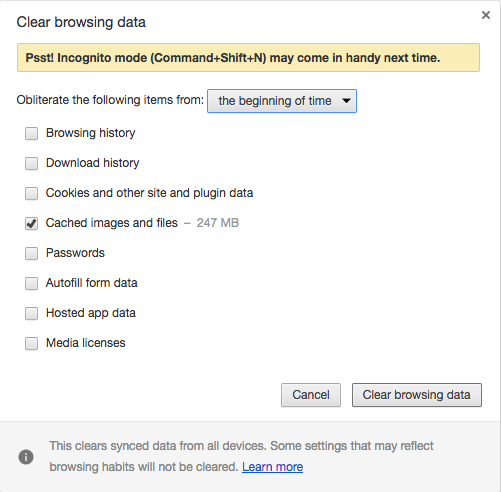 Clear browsing data
Psst! Incognito mode (Command+Shift+N) may come in handy next time.
Obliterate the following items from: the beginning of time
Browsing history
Download history
Cookies and other site and plugin data
Cached images and files – 247 MB
Passwords
Autofill form data
Hosted app data
Media licenses
Cancel Clear browsing data
This clears synced data from all devices. Some settings that may reflect
browsing habits will not be cleared. Learn more